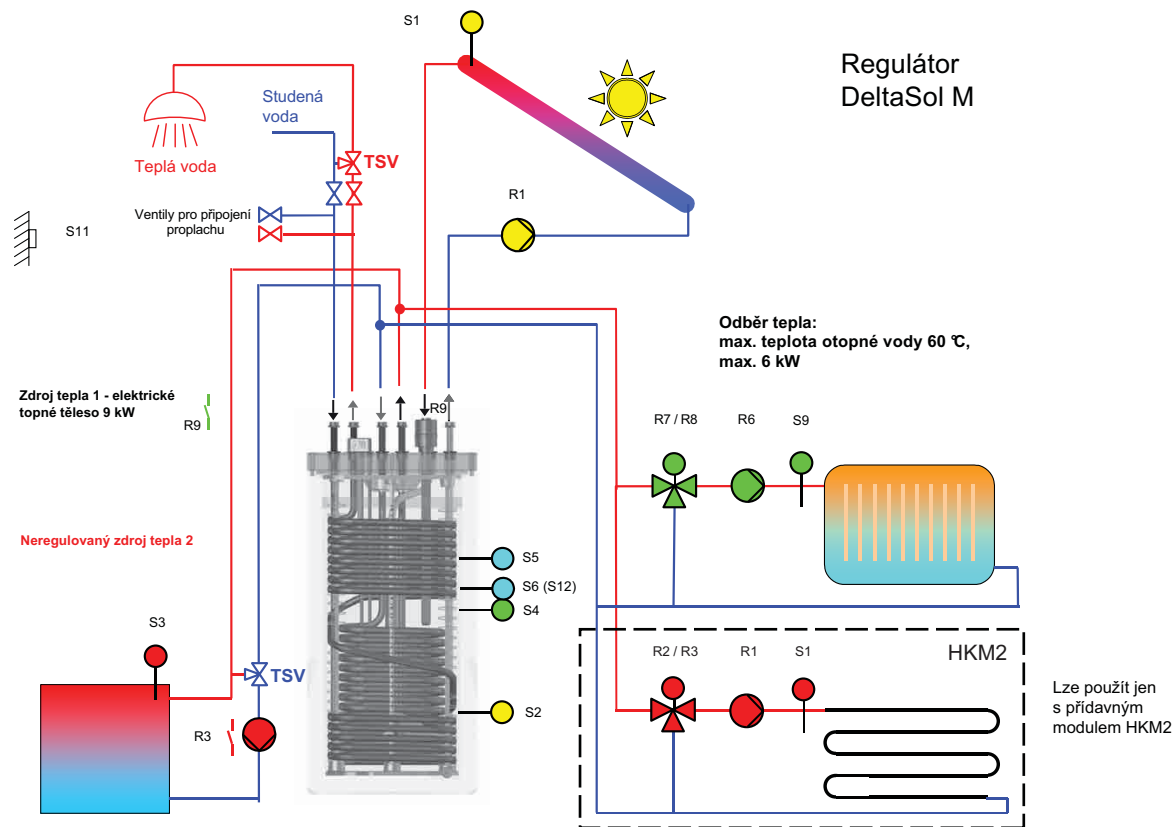 S1
Regulátor
DeltaSol M
Studená
voda
Teplá voda
TSV
R1
Ventily pro připojení
proplachu
S11
Odběr tepla:
max. teplota otopné vody 60 °C,
max. 6 kW
Zdroj tepla 1 - elektrické
topné těleso 9 kW
R9
R9
R7 / R8
R6
S9
Neregulovaný zdroj tepla 2
S5
S6 (S12)
S4
S3
TSV
R3
S2
R2 / R3
R1
S1
HKM2
Lze použít jen
s přídavným
modulem HKM2